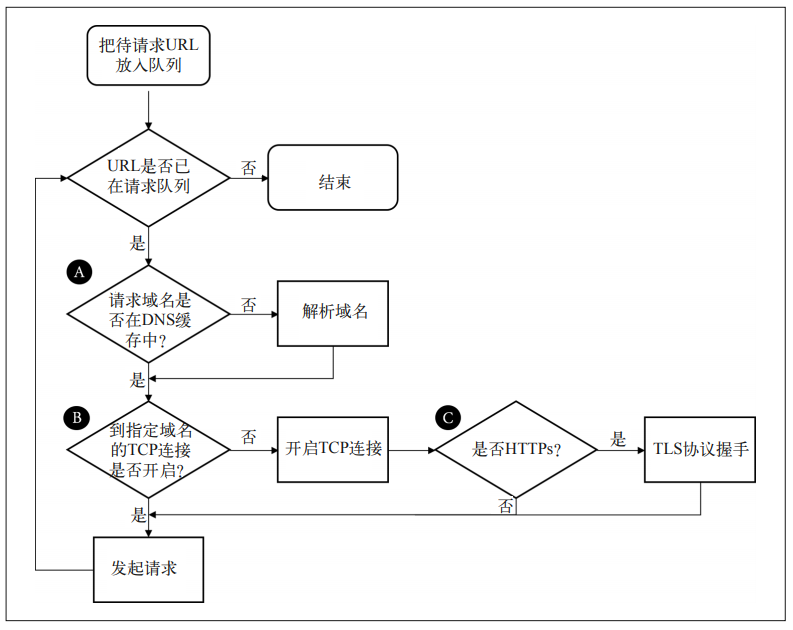 把待请求URL
放入队列
URL是否已
在请求队列
否
结束
是
A
请求域名是
否在DNS缓
存中？
否
解析域名
是
B
到指定域名
的TCP连接
是否开启？
否
开启TCP连接
C
是否HTTPs？
是
TLS协议握手
否
是
发起请求